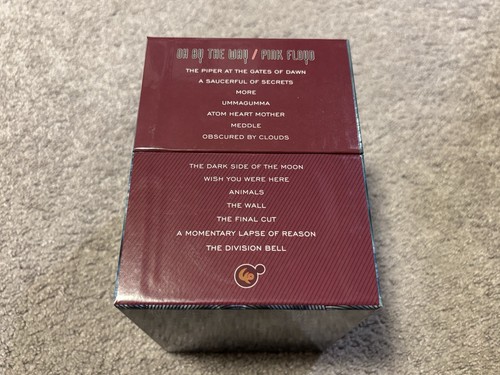 OH BY THE WAY / PINK FLOYD
THE PIPER AT THE GATES OF DAWN
A SAUCERFUL OF SECRETS
MORE
UMMAGUMMA
ATOM HEART MOTHER
MEDDLE
OBSCURED BY CLOUDS
THE DARK SIDE OF THE MOON
WISH YOU WERE HERE
ANIMALS
THE WALL
THE FINAL CUT
A MOMENTARY LAPSE OF REASON
THE DIVISION BELL